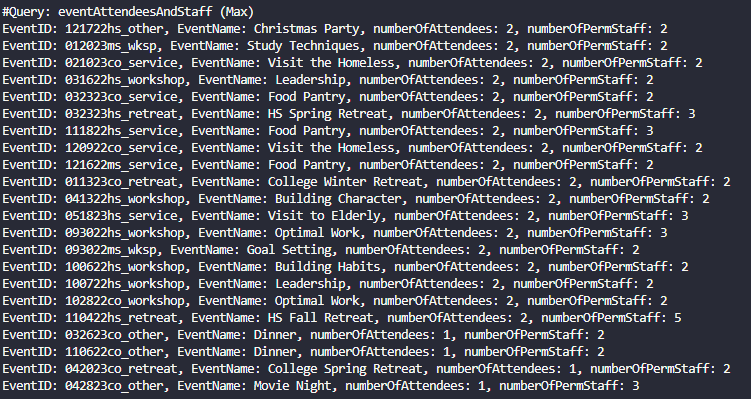 #Query: eventAttendeesAndStaff (Max)
EventID: 121722hs_other, EventName: Christmas Party, numberOfAttendees: 2, numberOfPermStaff: 2
EventID: 012023ms_wksp, EventName: Study Techniques, numberOfAttendees: 2, numberOfPermStaff: 2
EventID: 021023co_service, EventName: Visit the Homeless, numberOfAttendees: 2, numberOfPermStaff: 2
EventID: 031622hs_workshop, EventName: Leadership, numberOfAttendees: 2, numberOfPermStaff: 2
EventID: 032323co_service, EventName: Food Pantry, numberOfAttendees: 2, numberOfPermStaff: 2
EventID: 032323hs_retreat, EventName: HS Spring Retreat, numberOfAttendees: 2, numberOfPermStaff: 3
EventID: 111822hs_service, EventName: Food Pantry, numberOfAttendees: 2, numberOfPermStaff: 3
EventID: 120922co_service, EventName: Visit the Homeless, numberOfAttendees: 2, numberOfPermStaff: 2
EventID: 121622ms_service, EventName: Food Pantry, numberOfAttendees: 2, numberOfPermStaff: 2
EventID: 011323co_retreat, EventName: College Winter Retreat, numberOfAttendees: 2, numberOfPermStaff: 2
EventID: 041322hs_workshop, EventName: Building Character, numberOfAttendees: 2, numberOfPermStaff: 2
EventID: 051823hs_service, EventName: Visit to Elderly, numberOfAttendees: 2, numberOfPermStaff: 3
EventID: 093022hs_workshop, EventName: Optimal Work, numberOfAttendees: 2, numberOfPermStaff: 3
EventID: 093022ms_wksp, EventName: Goal Setting, numberOfAttendees: 2, numberOfPermStaff: 2
EventID: 100622hs_workshop, EventName: Building Habits, numberOfAttendees: 2, numberOfPermStaff: 2
EventID: 100722hs_workshop, EventName: Leadership, numberOfAttendees: 2, numberOfPermStaff: 2
EventID: 102822co_workshop, EventName: Optimal Work, numberOfAttendees: 2, numberOfPermStaff: 2
EventID: 110422hs_retreat, EventName: HS Fall Retreat, numberOfAttendees: 2, numberOfPermStaff: 5
EventID: 032623co_other, EventName: Dinner, numberOfAttendees: 1, numberOfPermStaff: 2
EventID: 110622co_other, EventName: Dinner, numberOfAttendees: 1, numberOfPermStaff: 2
EventID: 042023co_retreat, EventName: College Spring Retreat, numberOfAttendees: 1, numberOfPermStaff: 2
EventID: 042823co_other, EventName: Movie Night, numberOfAttendees: 1, numberOfPermStaff: 3